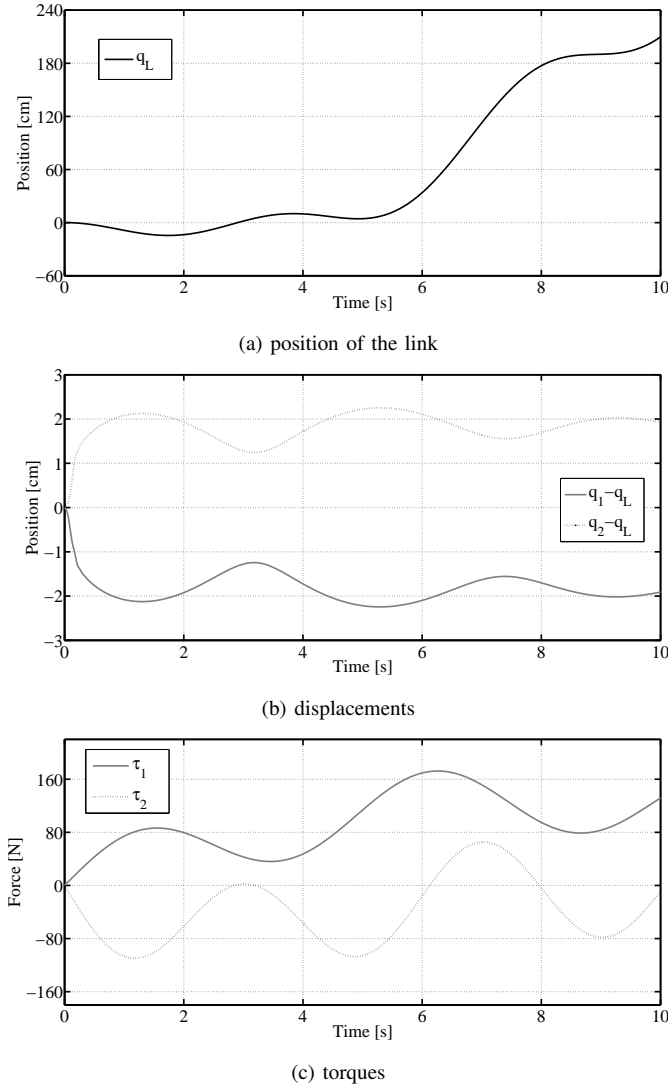 240
180
120
60
0
−60
Position [cm]
q_L
0 2 4 6 8 10
Time [s]
(a) position of the link
3
2
1
0
−1
−2
−3
Position [cm]
q_1−q_L
q_2−q_L
0 2 4 6 8 10
Time [s]
(b) displacements
160
80
0
−80
−160
Force [N]
τ_1
τ_2
0 2 4 6 8 10
Time [s]
(c) torques